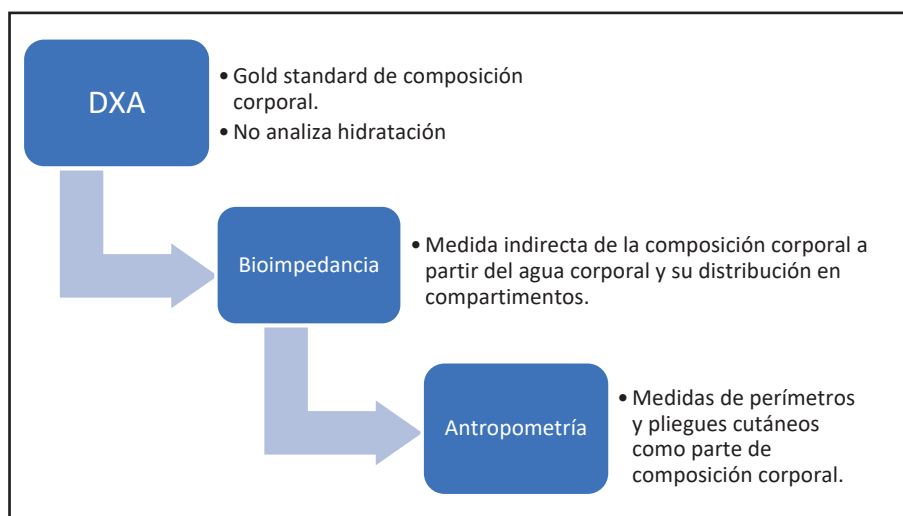 DXA
• Gold standard de composición
corporal.
• No analiza hidratación
Bioimpedancia
• Medida indirecta de la composición corporal a
partir del agua corporal y su distribución en
compartimentos.
Antropometría
• Medidas de perímetros
y pliegues cutáneos
como parte de
composición corporal.